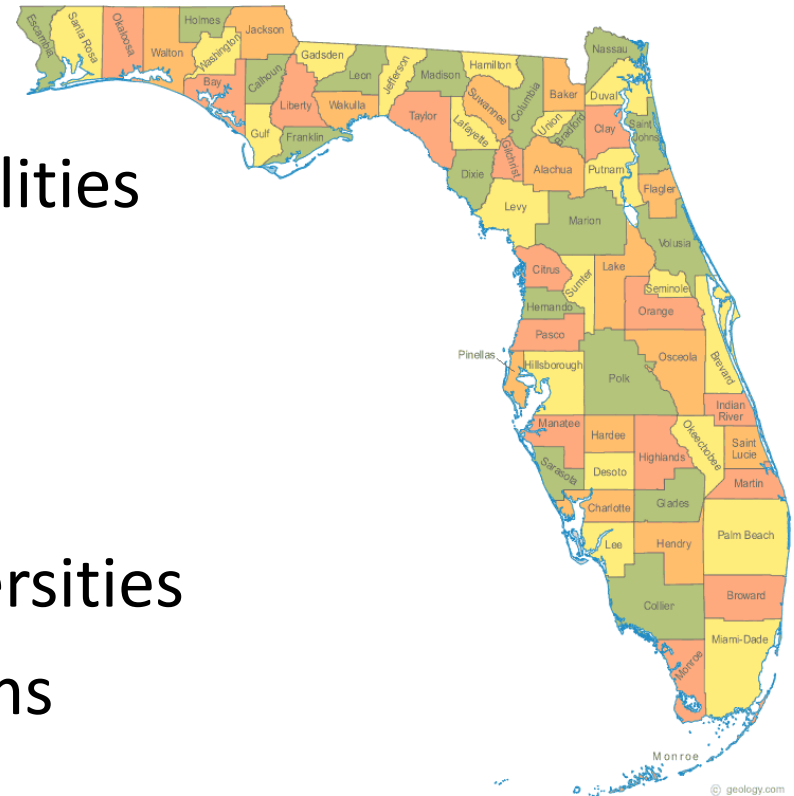 Escambia
Santa Rosa
Okaloosa
Walton
Holmes
Washington
Jackson
Bay
Calhoun
Gulf
Gadsden
Liberty
Franklin
Leon
Wakulla
Jefferson
Madison
Taylor
Hamilton
Suwannee
Lafayette
Dixie
Columbia
Gilchrist
Baker
Union
Bradford
Nassau
Duval
Clay
Saint
Johns
Alachua
Putnam
Flagler
Levy
Marion
Volusia
lities
Citrus
Sumter
Lake
Seminole
Orange
Hernando
Pasco
Pinellas
Hillsborough
Polk
Osceola
Brevard
Indian
River
Manatee
Hardee
Highlands
Okeechobee
Saint
Lucie
Sarasota
Desoto
Martin
Charlotte
Glades
Palm Beach
Lee
Hendry
ersities
Collier
Broward
Miami-Dade
Monroe
ns
Monroe
© geology.com